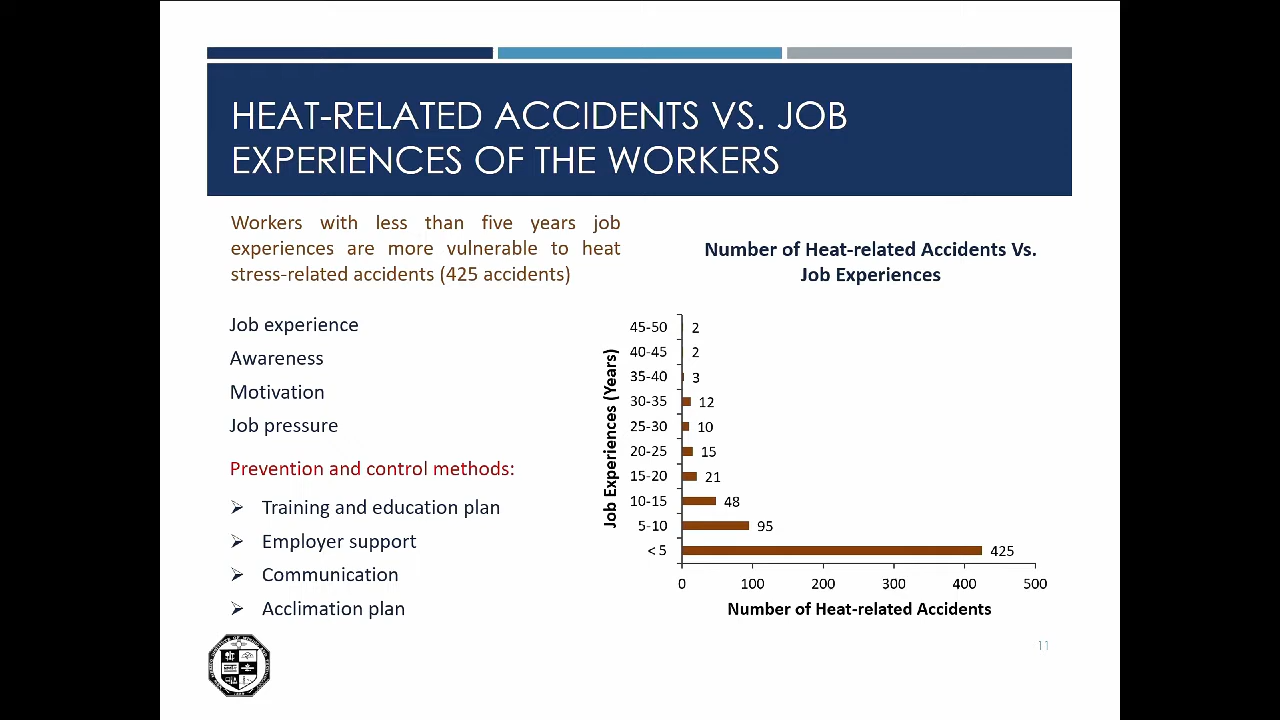 HEAT-RELATED ACCIDENTS VS. JOB
EXPERIENCES OF THE WORKERS
Workers with less than five years job
experiences are more vulnerable to heat
stress-related accidents (425 accidents)
Job experience
Awareness
Motivation
Job pressure
Prevention and control methods:
Training and education plan
Employer support
Communication
Acclimation plan
Number of Heat-related Accidents Vs.
Job Experiences
Job Experiences (Years)
45-50 2
40-45 2
35-40 3
30-35 12
25-30 10
20-25 15
15-20 21
10-15 48
5-10 95
< 5 425
0 100 200 300 400 500
Number of Heat-related Accidents
11